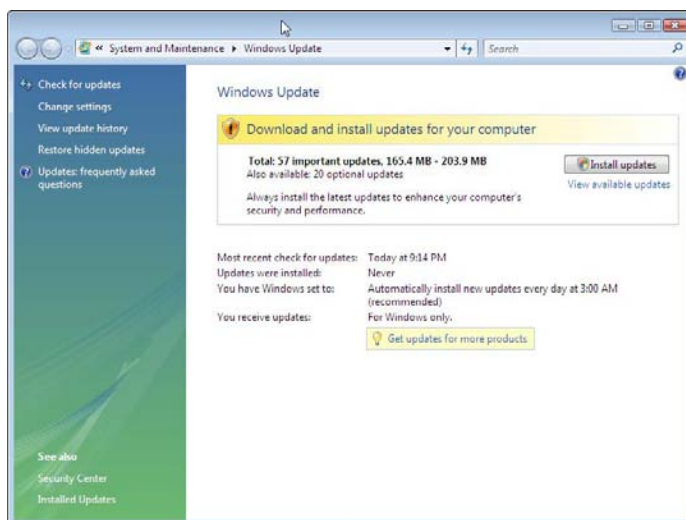 « System and Maintenance ▸ Windows Update
Search
Check for updates
Change settings
View update history
Restore hidden updates
Updates: frequently asked
questions
Windows Update
Download and install updates for your computer
Total: 57 important updates, 165.4 MB - 203.9 MB
Also available: 20 optional updates
Install updates
View available updates
Always install the latest updates to enhance your computer's
security and performance.
Most recent check for updates: Today at 9:14 PM
Updates were installed: Never
You have Windows set to: Automatically install new updates every day at 3:00 AM
(recommended)
You receive updates: For Windows only.
Get updates for more products
See also
Security Center
Installed Updates